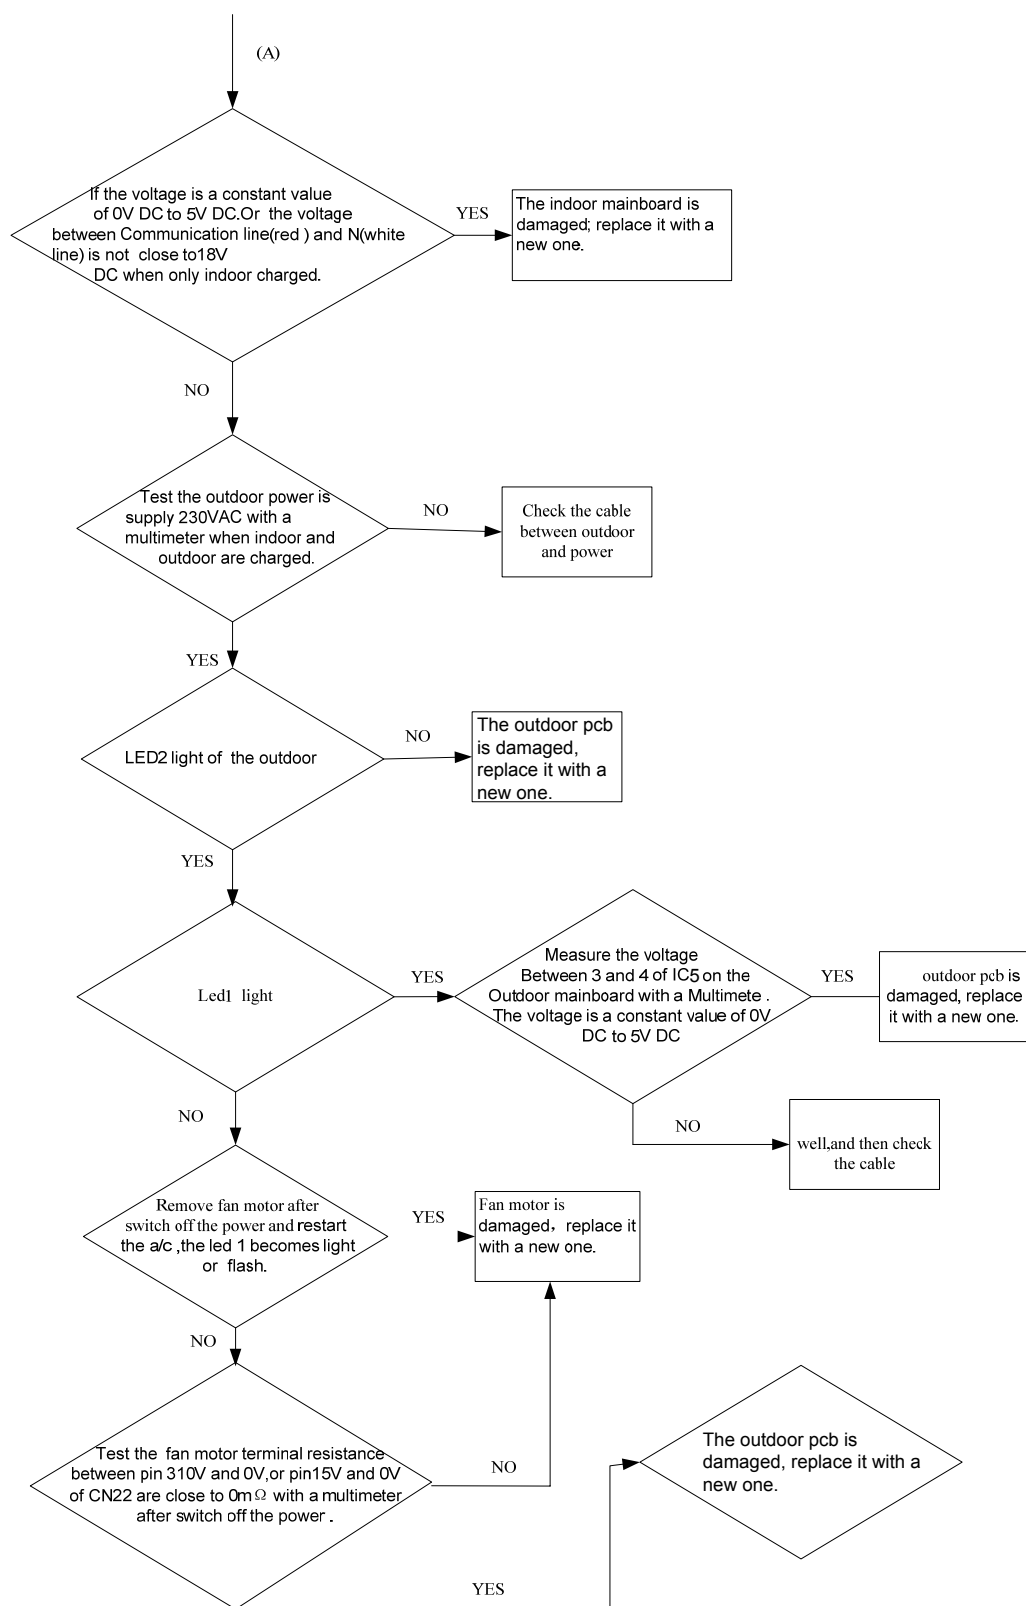 (A)
If the voltage is a constant value
of 0V DC to 5V DC.Or the voltage
between Communication line(red ) and N(white
line) is not close to18V
DC when only indoor charged.
YES
The indoor mainboard is
damaged; replace it with a
new one.
NO
Test the outdoor power is
supply 230VAC with a
multimeter when indoor and
outdoor are charged.
NO
Check the cable
between outdoor
and power
YES
LED2 light of the outdoor
NO
The outdoor pcb
is damaged,
replace it with a
new one.
YES
Led1 light
YES
Measure the voltage
Between 3 and 4 of IC5 on the
Outdoor mainboard with a Multimete .
The voltage is a constant value of 0V
DC to 5V DC
YES
outdoor pcb is
damaged, replace
it with a new one.
NO
well,and then check
the cable
NO
Remove fan motor after
switch off the power and restart
the a/c ,the led 1 becomes light
or flash.
YES
Fan motor is
damaged, replace it
with a new one.
NO
Test the fan motor terminal resistance
between pin 310V and 0V,or pin15V and 0V
of CN22 are close to 0mΩ with a multimeter
after switch off the power .
NO
The outdoor pcb is
damaged, replace it with a
new one.
YES